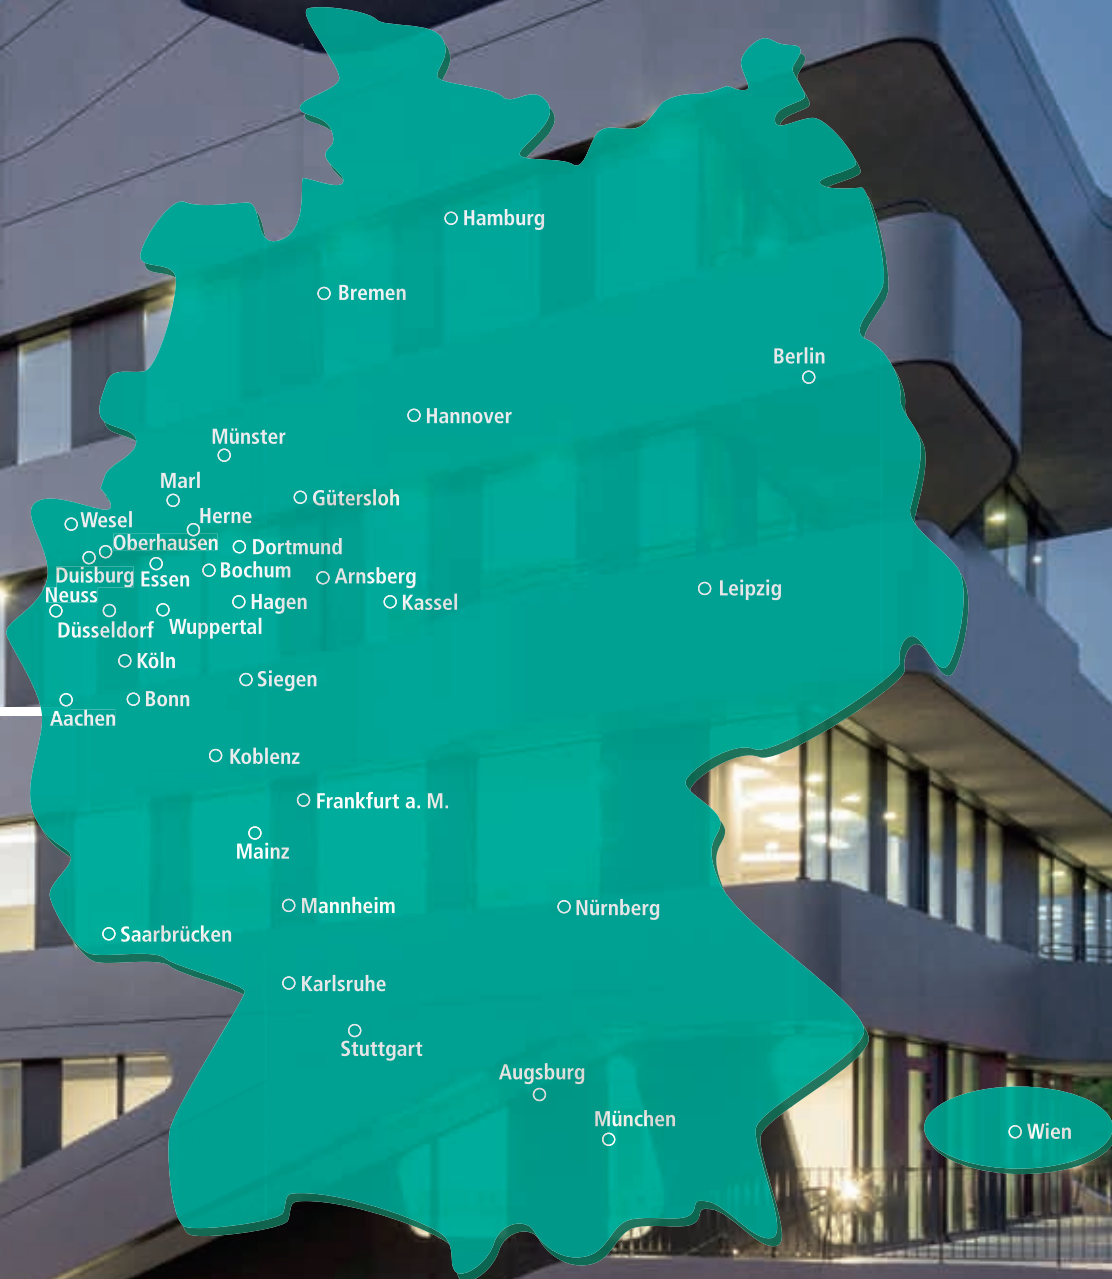 Hamburg
Bremen
Berlin
Hannover
Münster
Marl
Gütersloh
Wesel
Herne
Oberhausen
Dortmund
Duisburg
Essen
Bochum
Arnsberg
Leipzig
Neuss
Hagen
Kassel
Düsseldorf
Wuppertal
Köln
Siegen
Bonn
Aachen
Koblenz
Frankfurt a. M.
Mainz
Mannheim
Nürnberg
Saarbrücken
Karlsruhe
Stuttgart
Augsburg
München
Wien